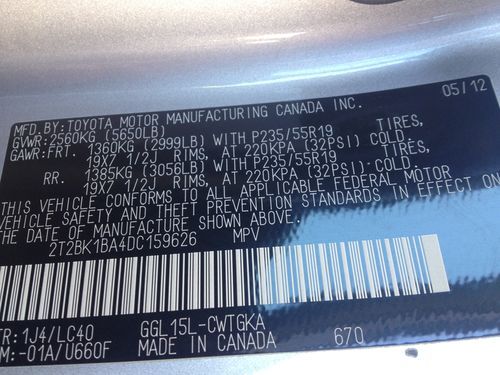 MFD. BY: TOYOTA MOTOR MANUFACTURING CANADA INC. 05/12
GVWR: 2560KG (5650LB)
GAWR: FRT. 1360KG (2999LB) WITH P235/55R19 TIRES,
19X7 1/2J RIMS, AT 220KPA (32PSI) COLD.
RR. 1385KG (3056LB) WITH P235/55R19 TIRES,
19X7 1/2J RIMS, AT 220KPA (32PSI) COLD.
THIS VEHICLE CONFORMS TO ALL APPLICABLE FEDERAL MOTOR
VEHICLE SAFETY AND THEFT PREVENTION STANDARDS IN EFFECT ON
THE DATE OF MANUFACTURE SHOWN ABOVE.
2T2BK1BA4DC159626 MPV
TR: 1J4/LC40 GGL15L-CWTGKA
M: -01A/U660F MADE IN CANADA 670